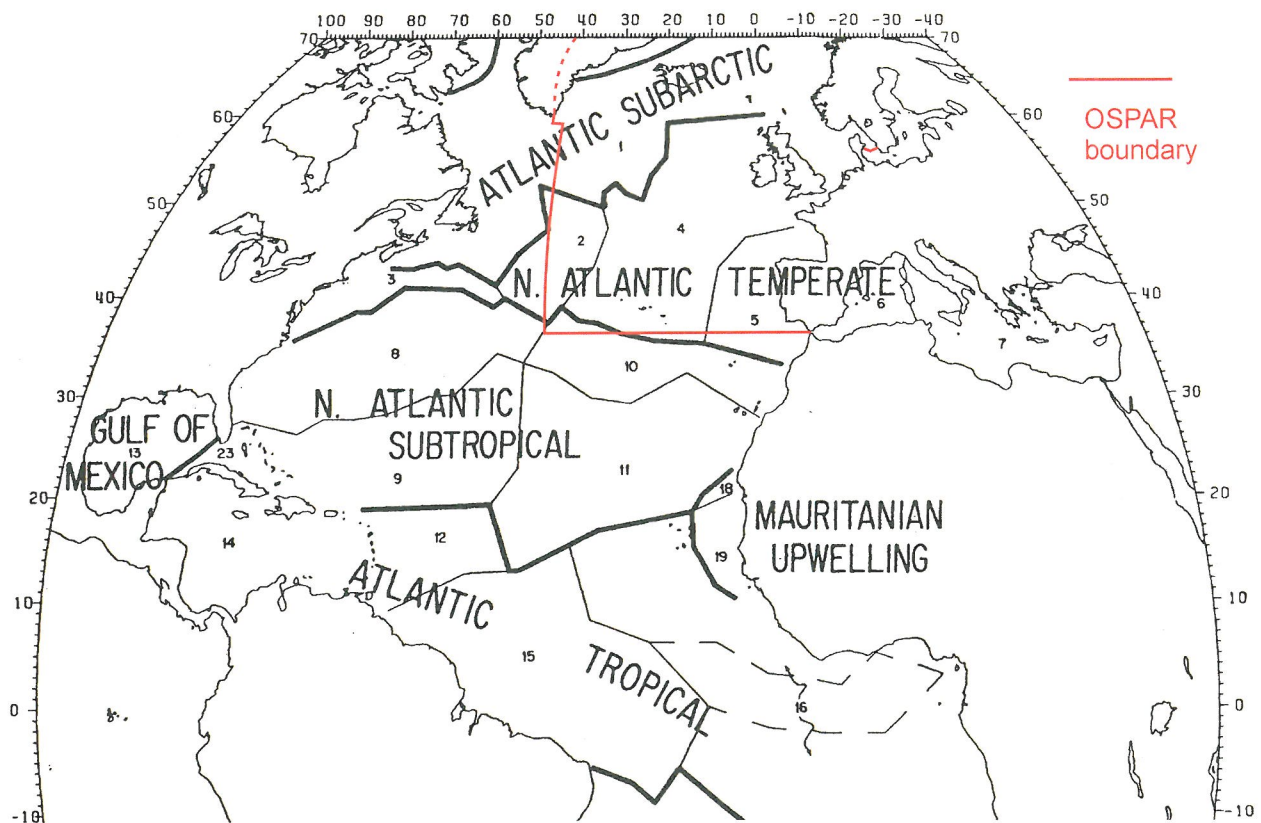 100 90 80 70 60 50 40 30 20 10 0 -10 -20 -30 -40
70 70
ATLANTIC SUBARCTIC
1
1
60 60
OSPAR
boundary
50 50
2 4
3
N. ATLANTIC TEMPERATE
6
40 40
5
7
8 10
30 30
N. ATLANTIC
SUBTROPICAL
GULF OF
MEXICO
13 23
9 11
18
20 20
MAURITANIAN
UPWELLING
14 12 19
ATLANTIC
10 10
15
TROPICAL
16
0 0
-10 -10